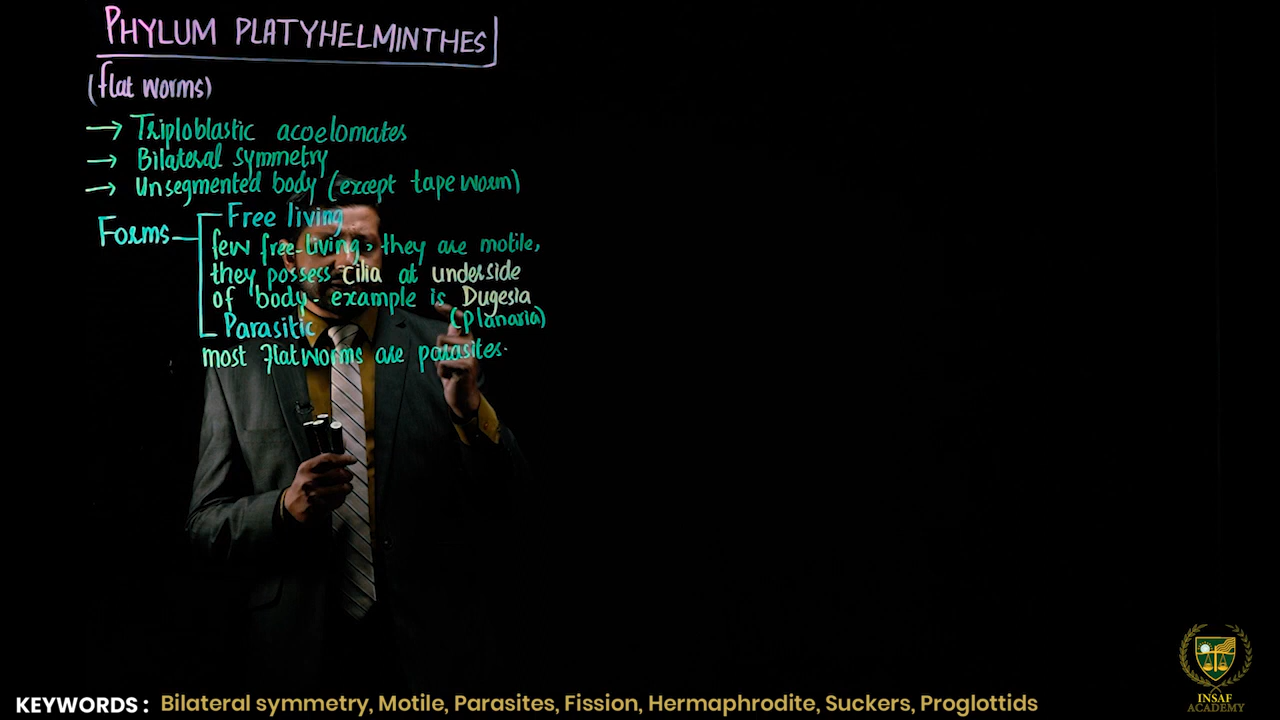 PHYLUM PLATYHELMINTHES
(flat worms)
→ Triploblastic acoelomates
→ Bilateral symmetry
→ Unsegmented body (except tape worm)
Forms
Free living
few free-living, they are motile,
they possess cilia at underside
of body. example is Dugesia
(planaria)
Parasitic
most flatworms are parasites.
KEYWORDS : Bilateral symmetry, Motile, Parasites, Fission, Hermaphrodite, Suckers, Proglottids
INSAF
ACADEMY